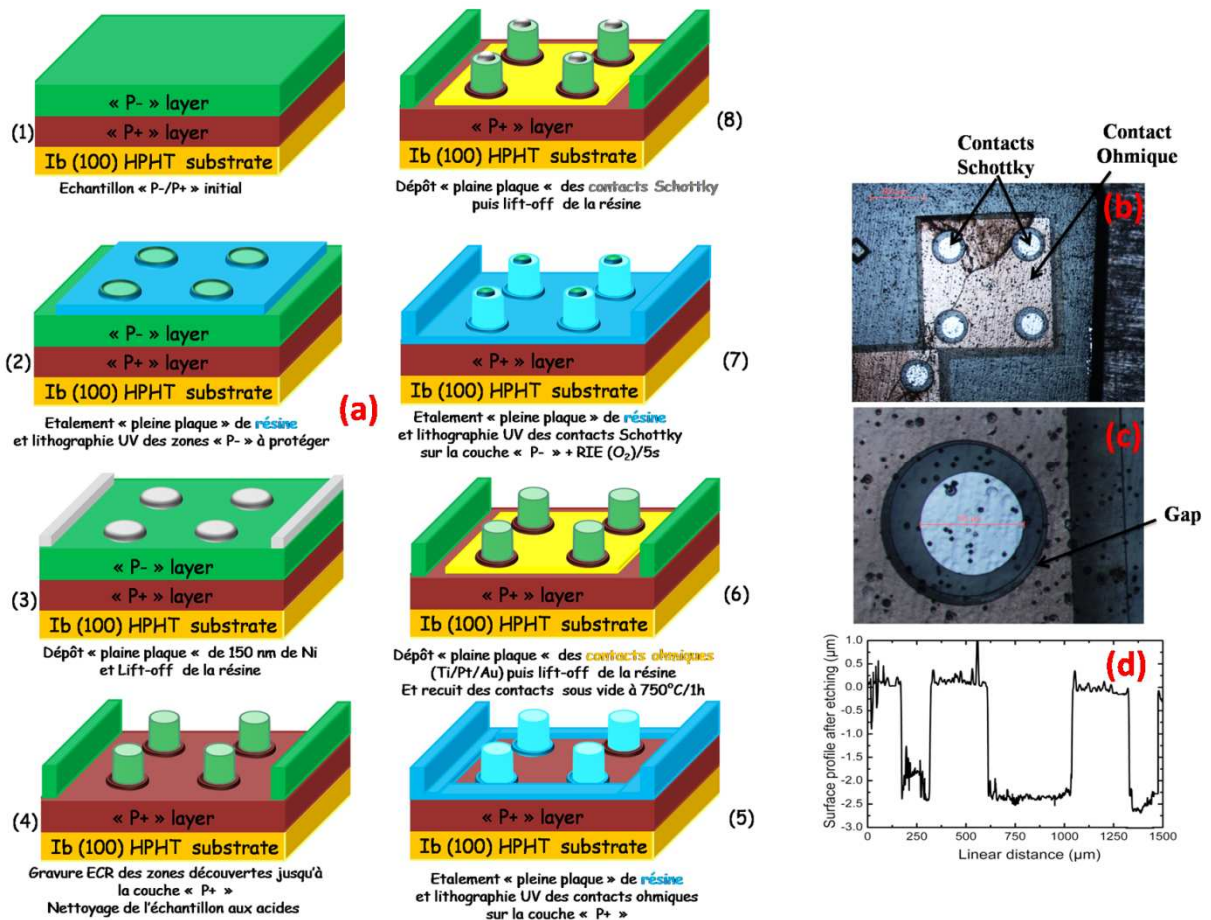 « P- » layer
« P+ » layer
Ib (100) HPHT substrate
(1)
Echantillon « P-/P+ » initial
« P- » layer
« P+ » layer
Ib (100) HPHT substrate
(2)
Etalement « pleine plaque » de résine
et lithographie UV des zones « P- » à protéger
« P- » layer
« P+ » layer
Ib (100) HPHT substrate
(3)
Dépôt « plaine plaque « de 150 nm de Ni
et Lift-off de la résine
« P+ » layer
Ib (100) HPHT substrate
(4)
Gravure ECR des zones découvertes jusqu'à
la couche « P+ »
Nettoyage de l'échantillon aux acides
(a)
« P+ » layer
Ib (100) HPHT substrate
(8)
Dépôt « plaine plaque « des contacts Schottky
puis lift-off de la résine
« P+ » layer
Ib (100) HPHT substrate
(7)
Etalement « pleine plaque » de résine
et lithographie UV des contacts Schottky
sur la couche « P- » + RIE (O₂)/5s
« P+ » layer
Ib (100) HPHT substrate
(6)
Dépôt « plaine plaque « des contacts ohmiques
(Ti/Pt/Au) puis lift-off de la résine
Et recuit des contacts sous vide à 750°C/1h
« P+ » layer
Ib (100) HPHT substrate
(5)
Etalement « pleine plaque » de résine
et lithographie UV des contacts ohmiques
sur la couche « P+ »
Contacts
Schottky
Contact
Ohmique
(b)
(c)
Gap
(d)
Surface profile after etching (µm)
1.0
0.5
0.0
-0.5
-1.0
-1.5
-2.0
-2.5
-3.0
0 250 500 750 1000 1250 1500
Linear distance (µm)